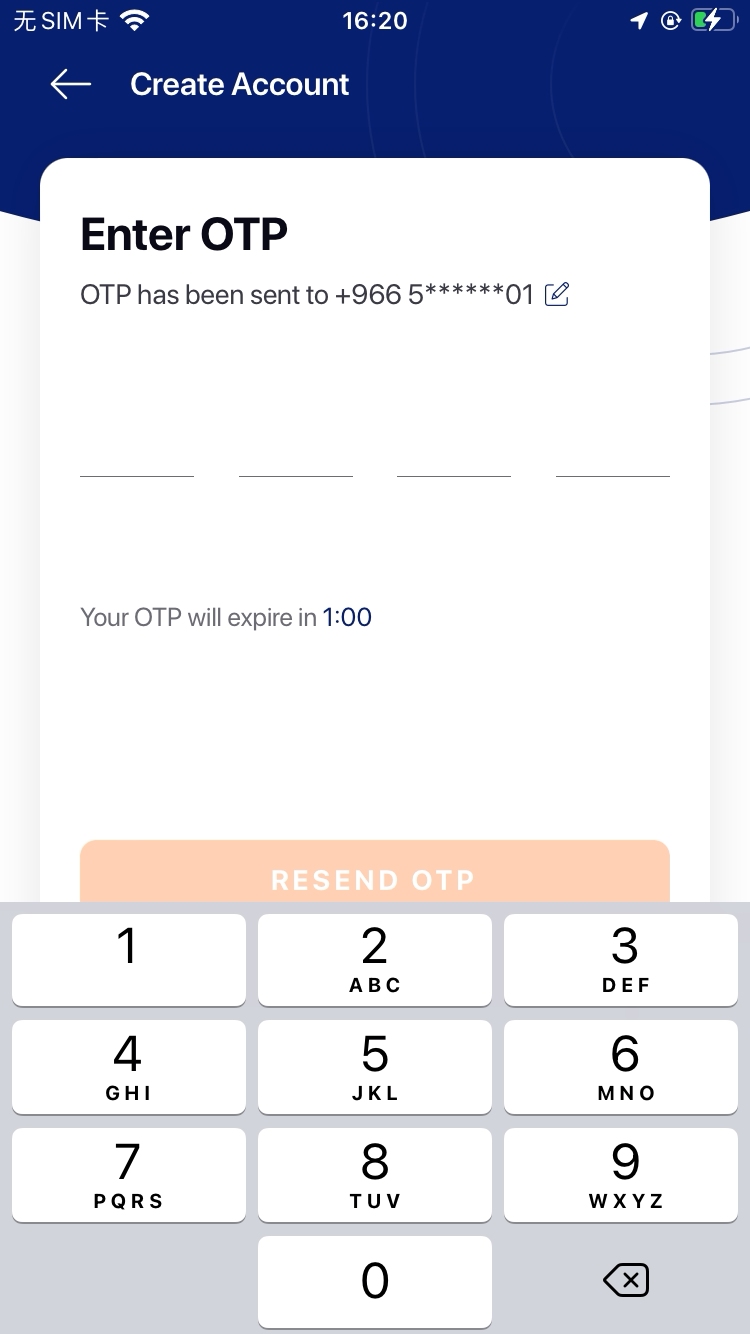 无SIM卡 16:20
Create Account
Enter OTP
OTP has been sent to +966 5******01
Your OTP will expire in 1:00
RESEND OTP
1 2 3
ABC DEF
4 5 6
GHI JKL MNO
7 8 9
PQRS TUV WXYZ
0